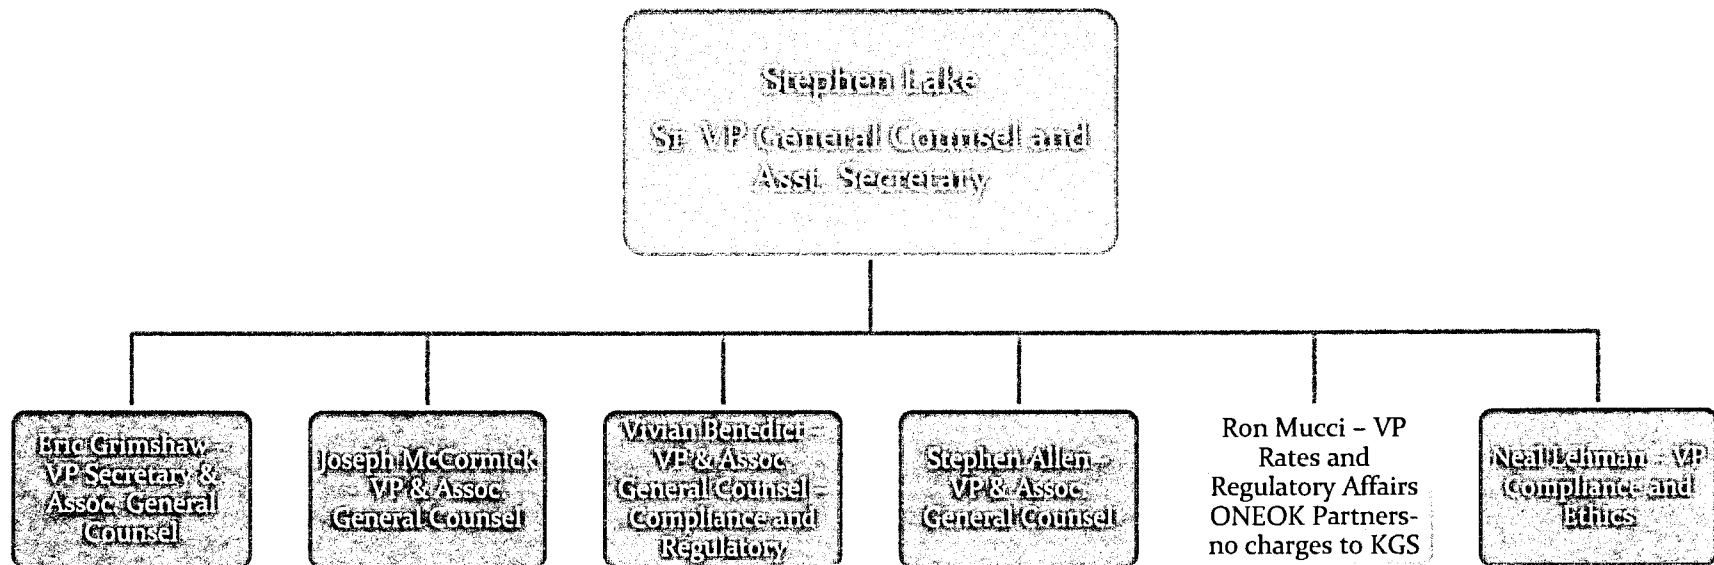 Stephen Lake
Sr. VP General Counsel and
Asst. Secretary
Eric Grimshaw –
VP Secretary &
Assoc. General
Counsel
Joseph McCormick
– VP & Assoc.
General Counsel
Vivian Benedict –
VP & Assoc.
General Counsel –
Compliance and
Regulatory
Stephen Allen –
VP & Assoc.
General Counsel
Ron Mucci – VP
Rates and
Regulatory Affairs
ONEOK Partners-
no charges to KGS
Neal Lehman – VP
Compliance and
Ethics